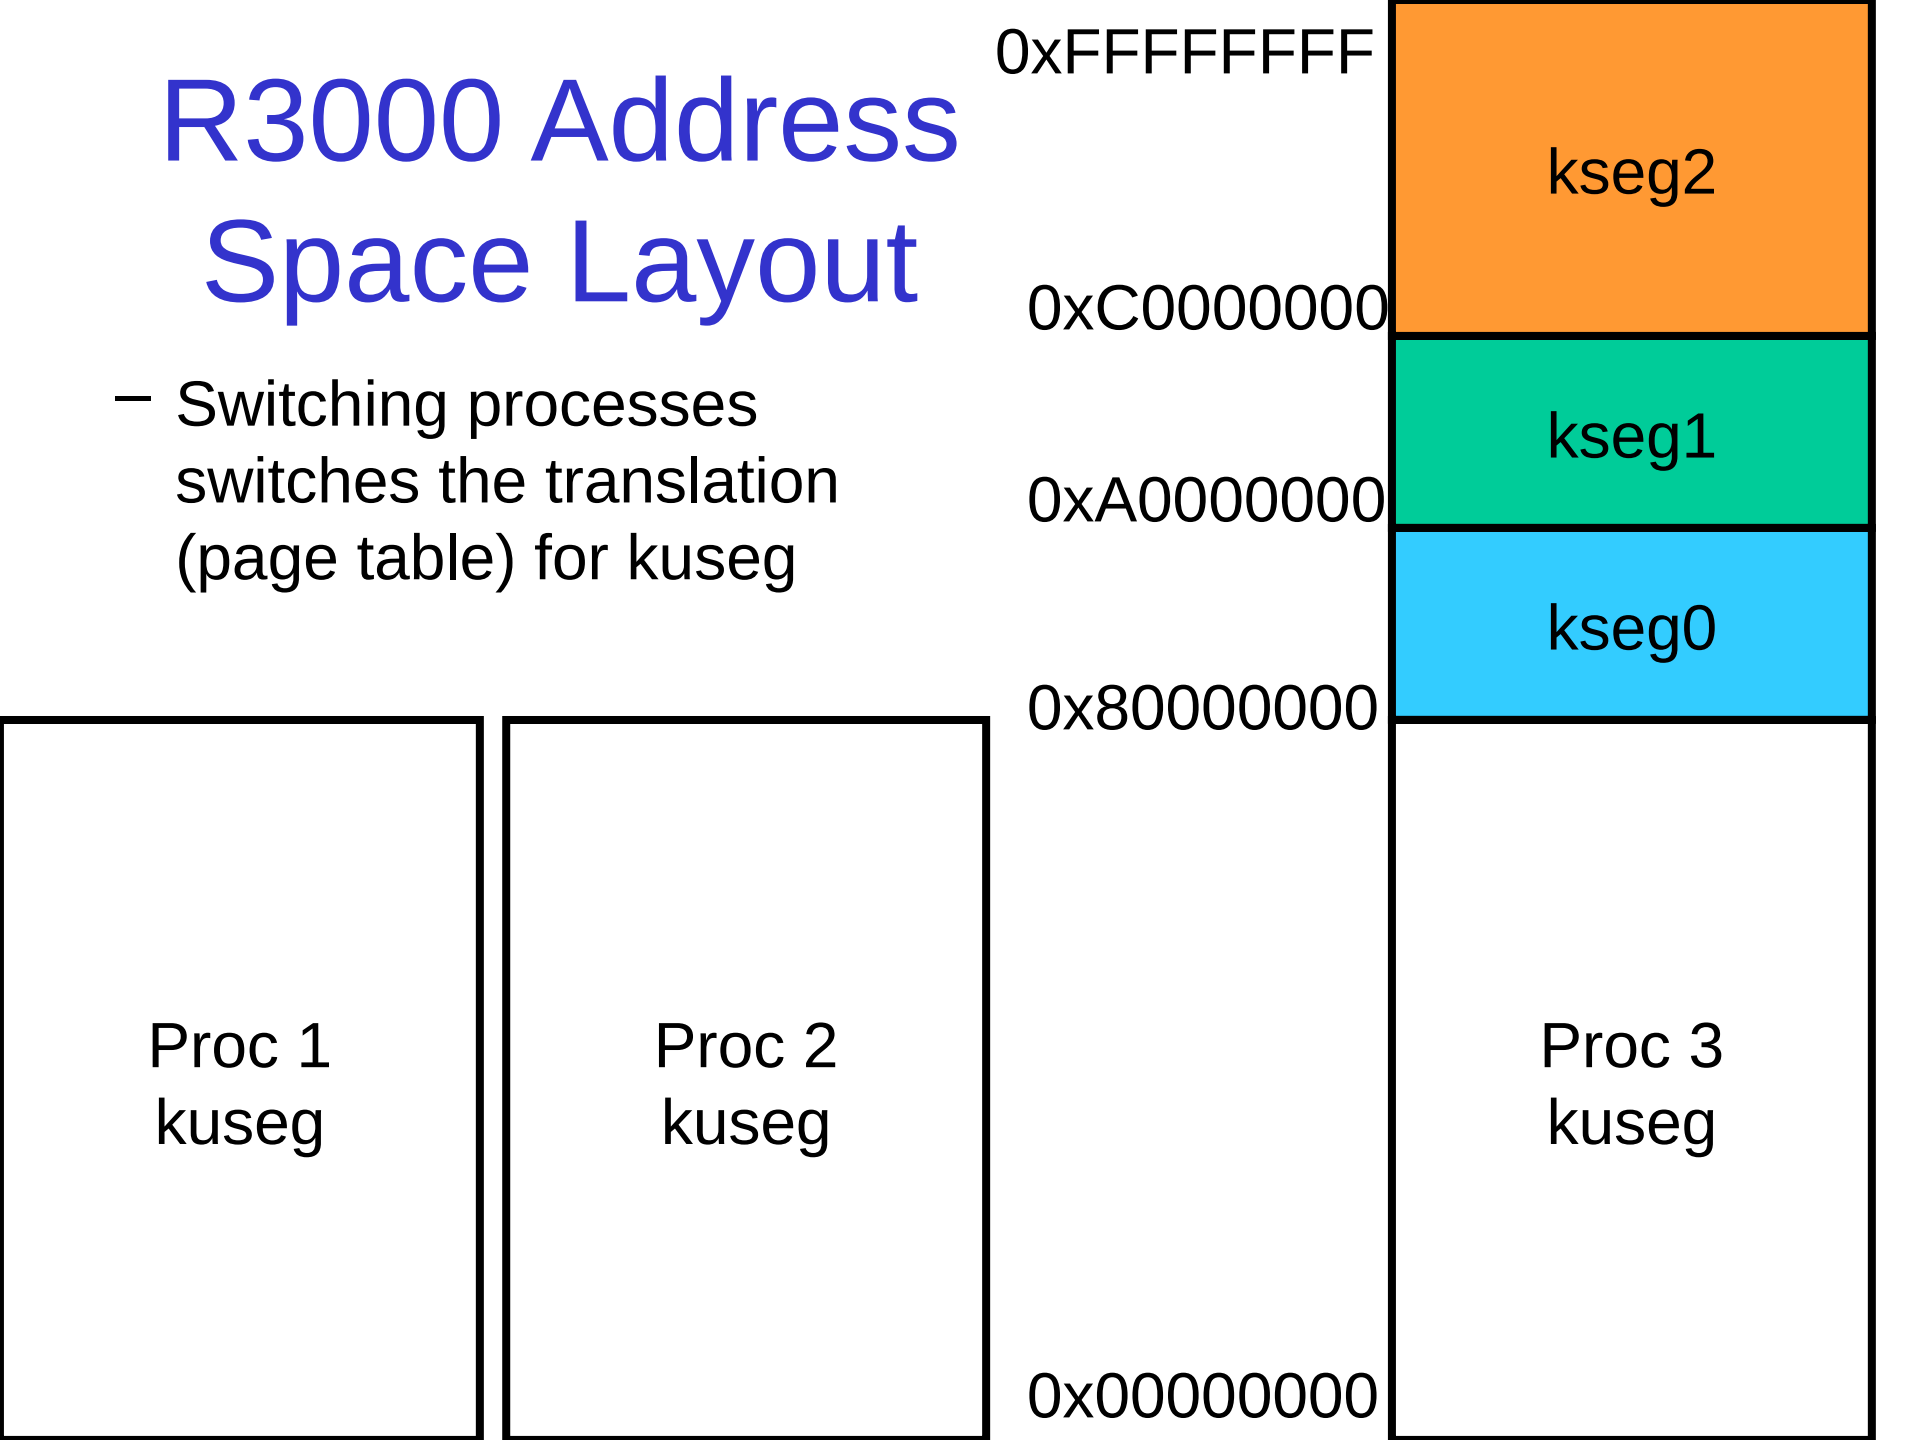 R3000 Address
Space Layout
– Switching processes
switches the translation
(page table) for kuseg
0xFFFFFFFF
kseg2
0xC0000000
kseg1
0xA0000000
kseg0
0x80000000
Proc 1
kuseg
Proc 2
kuseg
Proc 3
kuseg
0x00000000